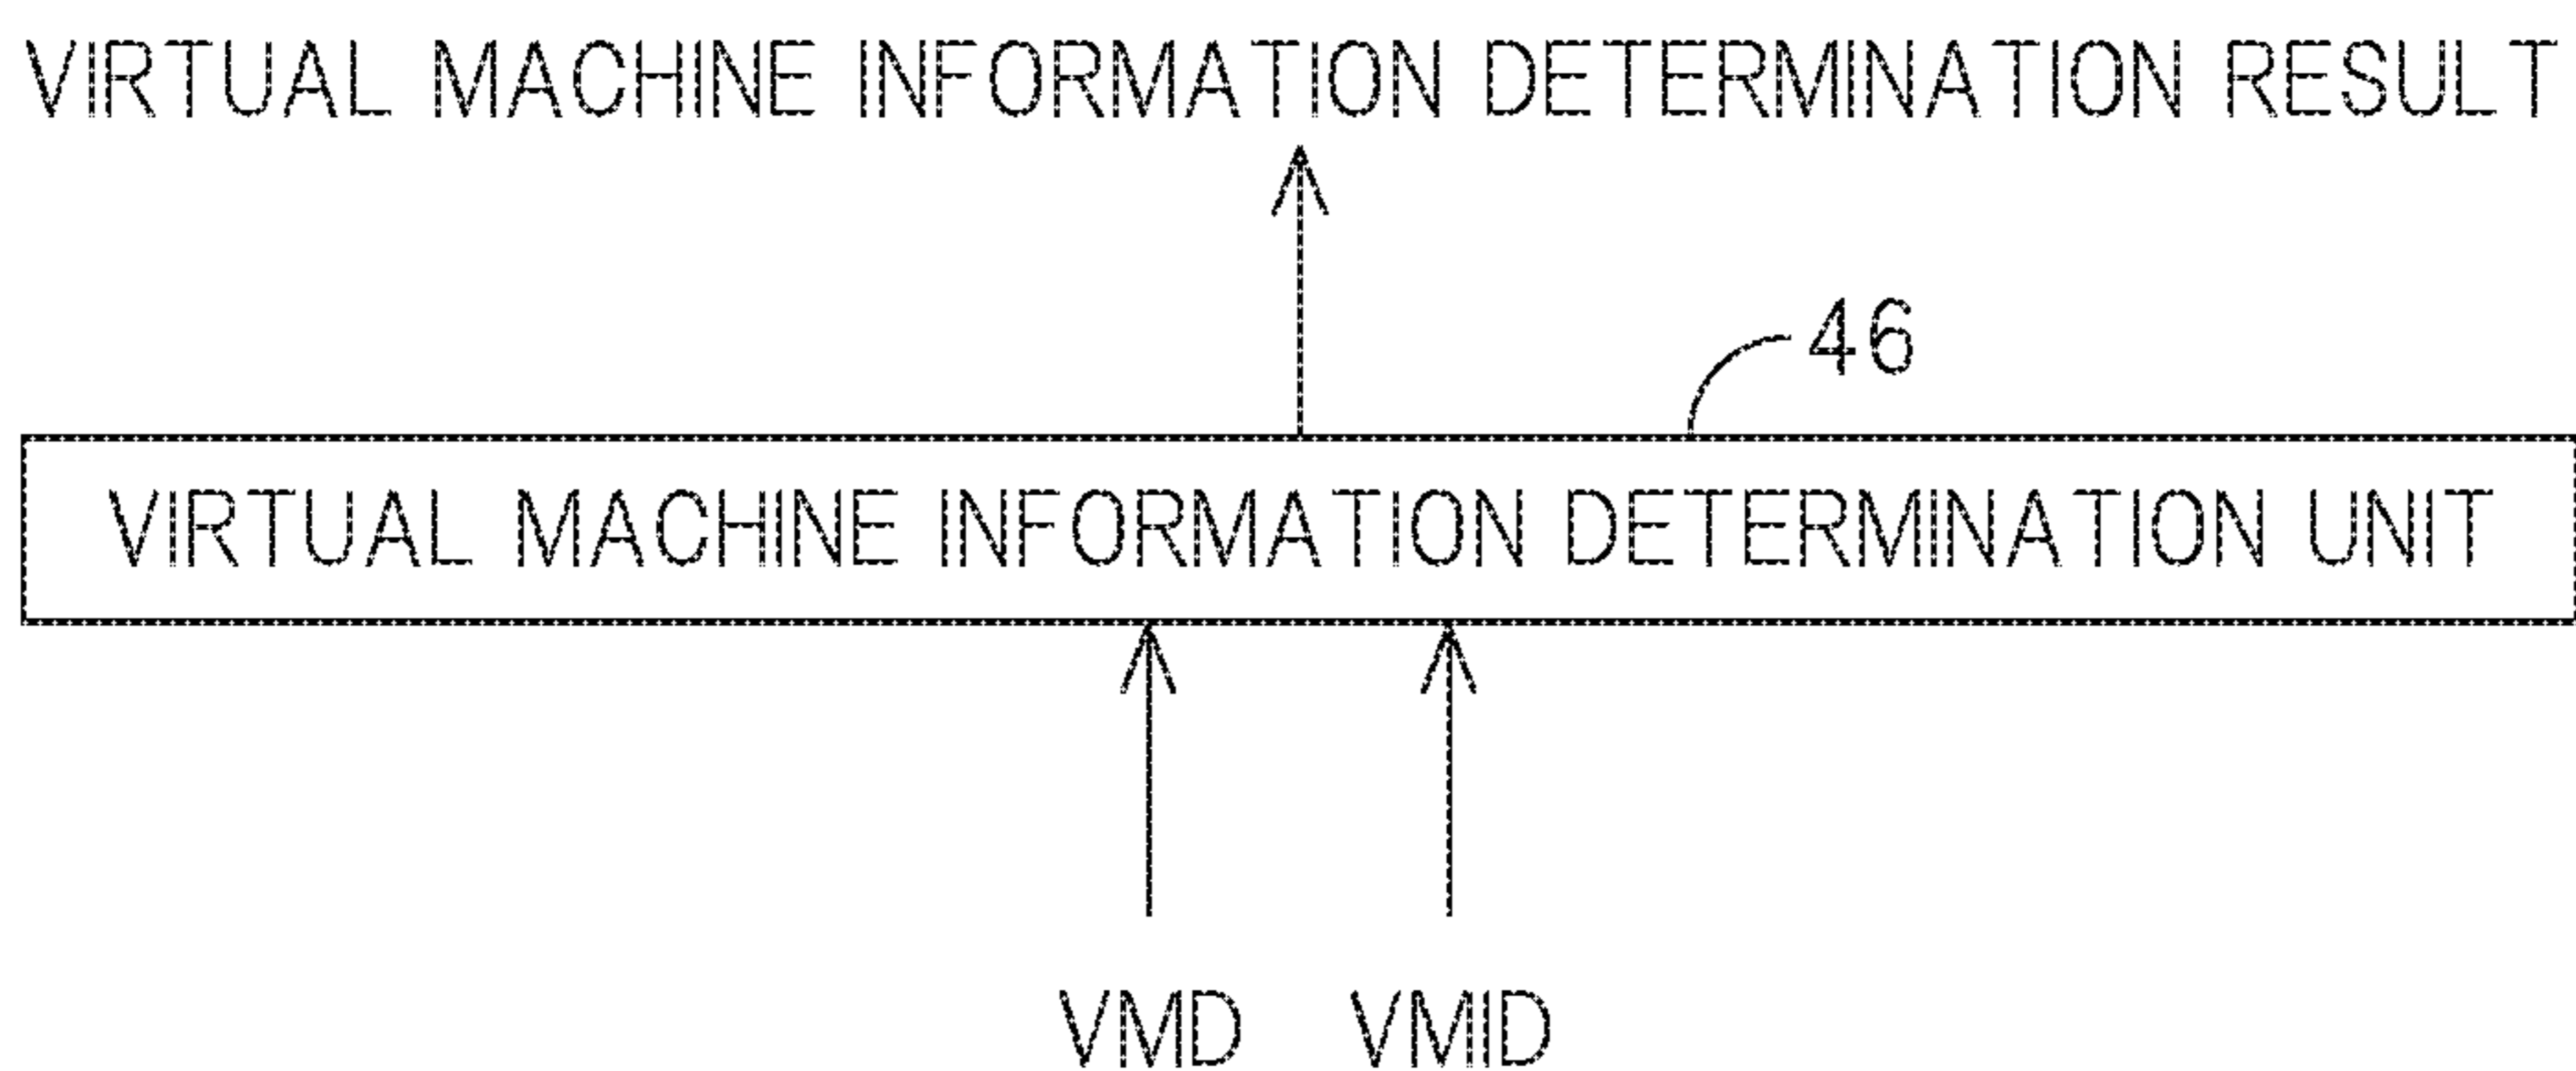 VIRTUAL MACHINE INFORMATION DETERMINATION RESULT
46
VIRTUAL MACHINE INFORMATION DETERMINATION UNIT
VMD VMID